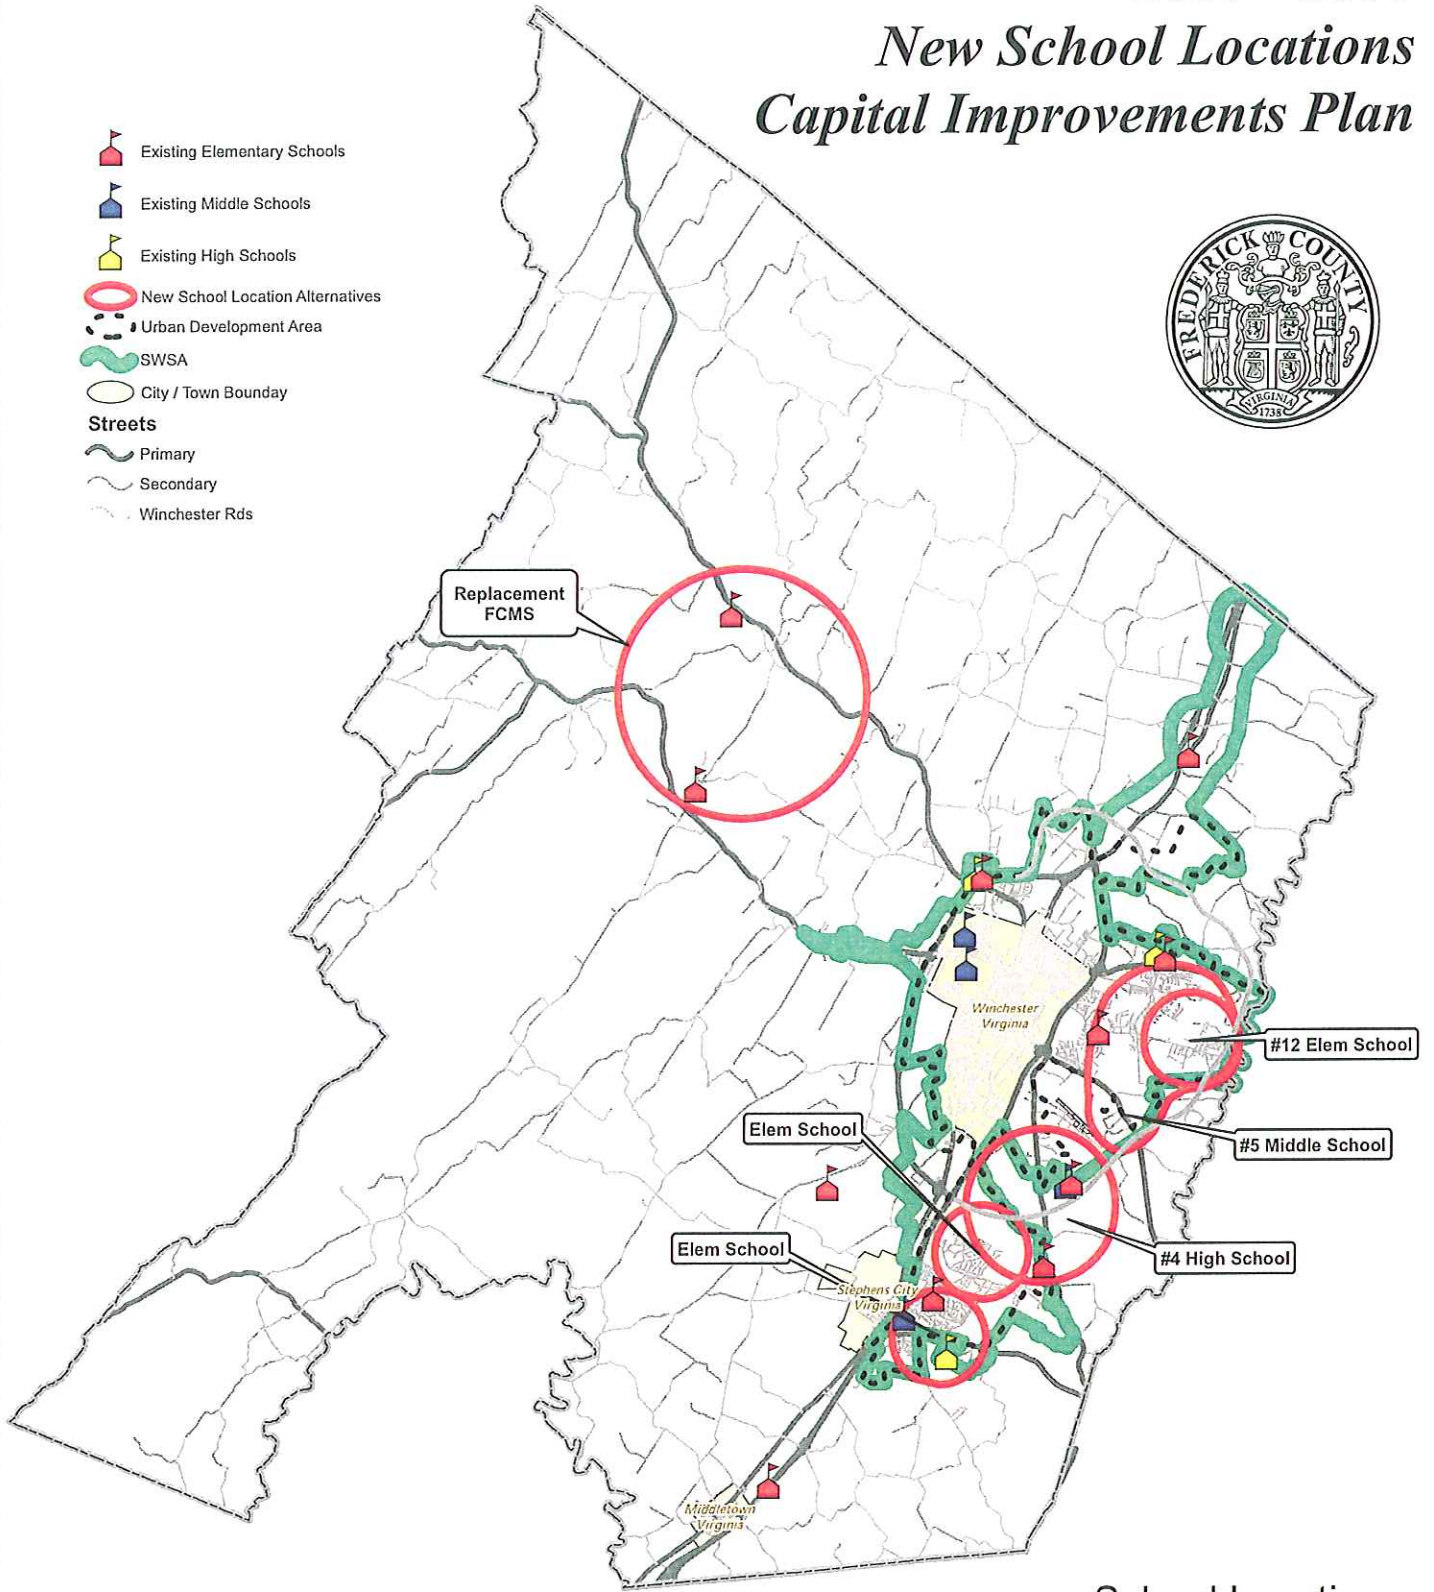 New School Locations
Capital Improvements Plan
Existing Elementary Schools
Existing Middle Schools
Existing High Schools
New School Location Alternatives
Urban Development Area
SWSA
City / Town Boundary
Streets
Primary
Secondary
Winchester Rds
FREDERICK COUNTY
VIRGINIA
1738
Replacement
FCMS
Winchester
Virginia
#12 Elem School
Elem School
#5 Middle School
Elem School
#4 High School
Stephens City
Virginia
Middletown
Virginia